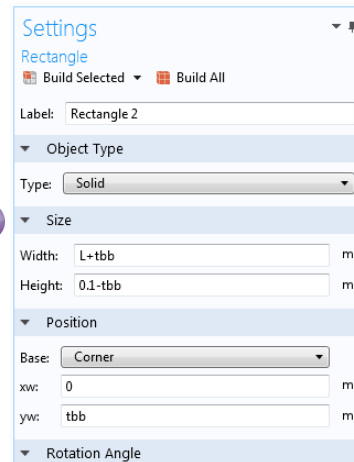 Settings
Rectangle
Build Selected Build All
Label: Rectangle 2
Object Type
Type: Solid
Size
Width: L+tbb m
Height: 0.1-tbb m
Position
Base: Corner
xw: 0 m
yw: tbb m
Rotation Angle